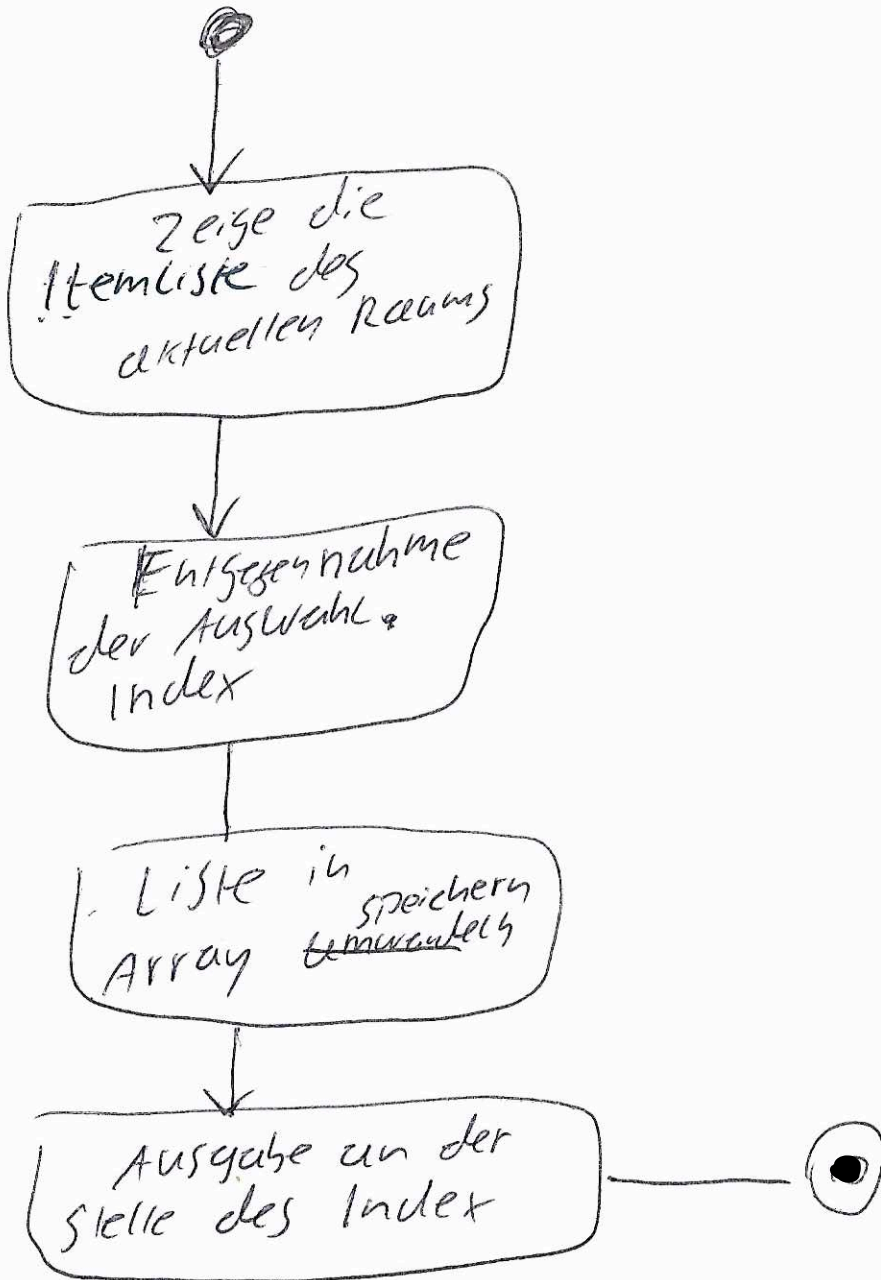 Zeige die
Itemliste des
aktuellen Raums
Entgegennahme
der Auswahl.
Index
Liste in
speichern
Array umwandeln
Ausgabe an der
Stelle des Index